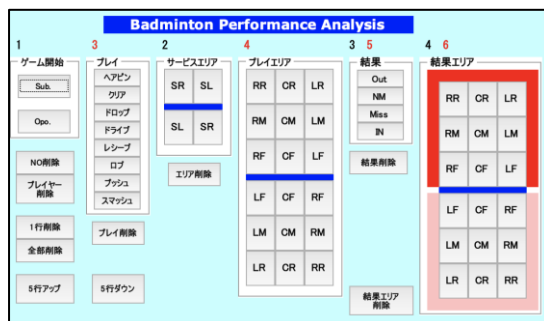 Badminton Performance Analysis
1 3 2 4 3 5 4 6
ゲーム開始 プレイ サービスエリア プレイエリア 結果 結果エリア
Sub.
Opo.
NO削除
プレイヤー
削除
1行削除
全部削除
5行アップ
ヘアピン
クリア
ドロップ
ドライブ
レシーブ
ロブ
プッシュ
スマッシュ
プレイ削除
5行ダウン
SR SL
SL SR
エリア削除
RR CR LR
RM CM LM
RF CF LF
LF CF RF
LM CM RM
LR CR RR
Out
NM
Miss
IN
結果削除
結果エリア
削除
RR CR LR
RM CM LM
RF CF LF
LF CF RF
LM CM RM
LR CR RR